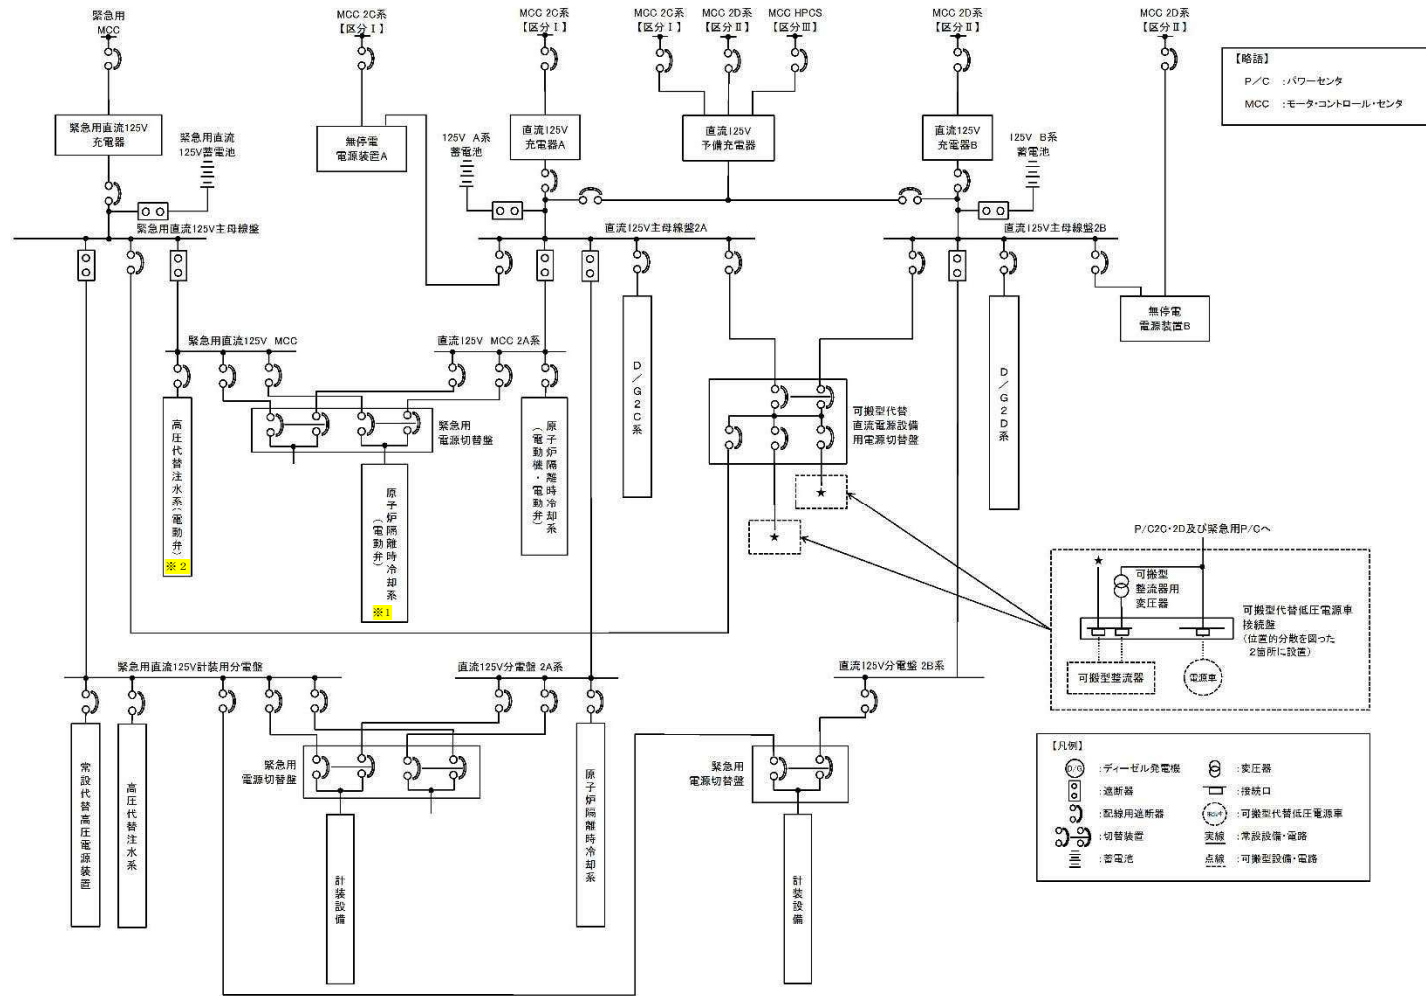 緊急用
MCC
MCC 2C系
【区分Ⅰ】
MCC 2C系
【区分Ⅰ】
MCC 2C系
【区分Ⅰ】
MCC 2D系
【区分Ⅱ】
MCC HPCS
【区分Ⅲ】
MCC 2D系
【区分Ⅱ】
MCC 2D系
【区分Ⅱ】
【略語】
P/C :パワーセンタ
MCC :モータ・コントロール・センタ
緊急用直流125V
充電器
緊急用直流
125V蓄電池
無停電
電源装置A
125V A系
蓄電池
直流125V
充電器A
直流125V
予備充電器
直流125V
充電器B
125V B系
蓄電池
緊急用直流125V主母線盤
直流125V主母線盤2A
直流125V主母線盤2B
無停電
電源装置B
緊急用直流125V MCC
直流125V MCC 2A系
D/G2C系
D/G2D系
緊急用
電源切替盤
可搬型代替
直流電源設備
用電源切替盤
高圧代替注水系(電動弁)
※2
原子炉隔離時冷却系
(電動弁)
※1
原子炉隔離時冷却系
(電動機・電動弁)
★
★
P/C2C・2D及び緊急用P/Cへ
★
可搬型
整流器用
変圧器
可搬型代替低圧電源車
接続盤
(位置的分散を図った
2箇所に設置)
可搬型整流器
電源車
緊急用直流125V計装用分電盤
直流125V分電盤 2A系
直流125V分電盤 2B系
緊急用
電源切替盤
緊急用
電源切替盤
常設代替高圧電源装置
高圧代替注水系
計装設備
原子炉隔離時冷却系
計装設備
【凡例】
D/G :ディーゼル発電機
:変圧器
:遮断器
:接続口
:配線用遮断器
:可搬型代替低圧電源車
:切替装置
実線 :常設設備・電路
:蓄電池
点線 :可搬型設備・電路